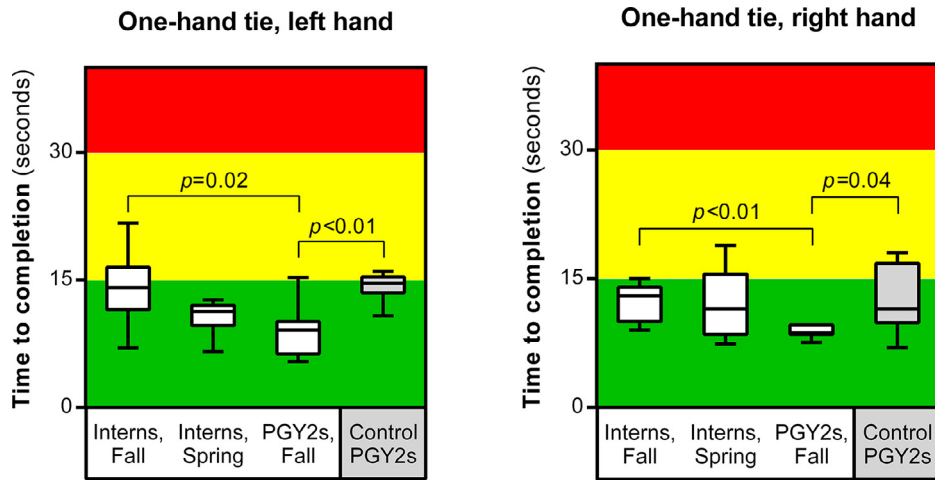 One-hand tie, left hand
Time to completion (seconds)
30
15
0
p=0.02
p<0.01
Interns, Fall
Interns, Spring
PGY2s, Fall
Control PGY2s
One-hand tie, right hand
Time to completion (seconds)
30
15
0
p=0.04
p<0.01
Interns, Fall
Interns, Spring
PGY2s, Fall
Control PGY2s